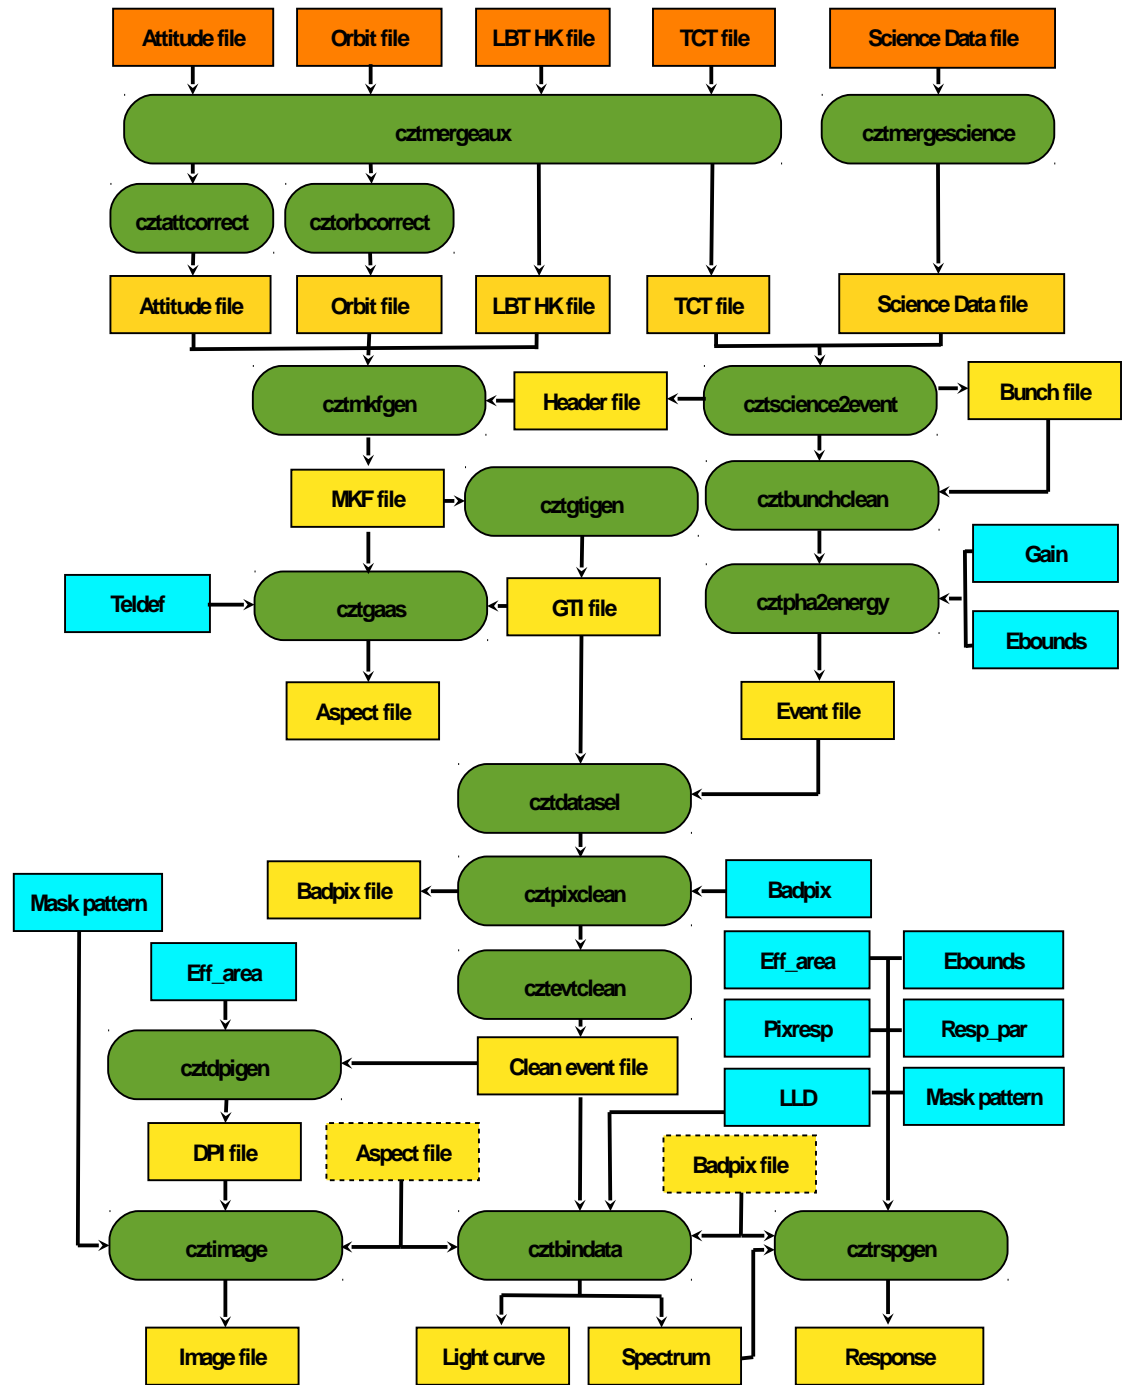 Attitude file
Orbit file
LBT HK file
TCT file
Science Data file
cztmergeaux
cztmergescience
cztattcorrect
cztorbcorrect
Attitude file
Orbit file
LBT HK file
TCT file
Science Data file
cztmkfgen
Header file
cztscience2event
Bunch file
MKF file
cztgtigen
cztbunchclean
Gain
Teldef
cztgaas
GTI file
cztpha2energy
Ebounds
Aspect file
Event file
cztdatasel
Badpix file
cztpixclean
Badpix
Mask pattern
Eff_area
cztevtclean
Eff_area
Ebounds
Pixresp
Resp_par
cztdpigen
Clean event file
LLD
Mask pattern
DPI file
Aspect file
Badpix file
cztimage
cztbindata
cztrspgen
Image file
Light curve
Spectrum
Response